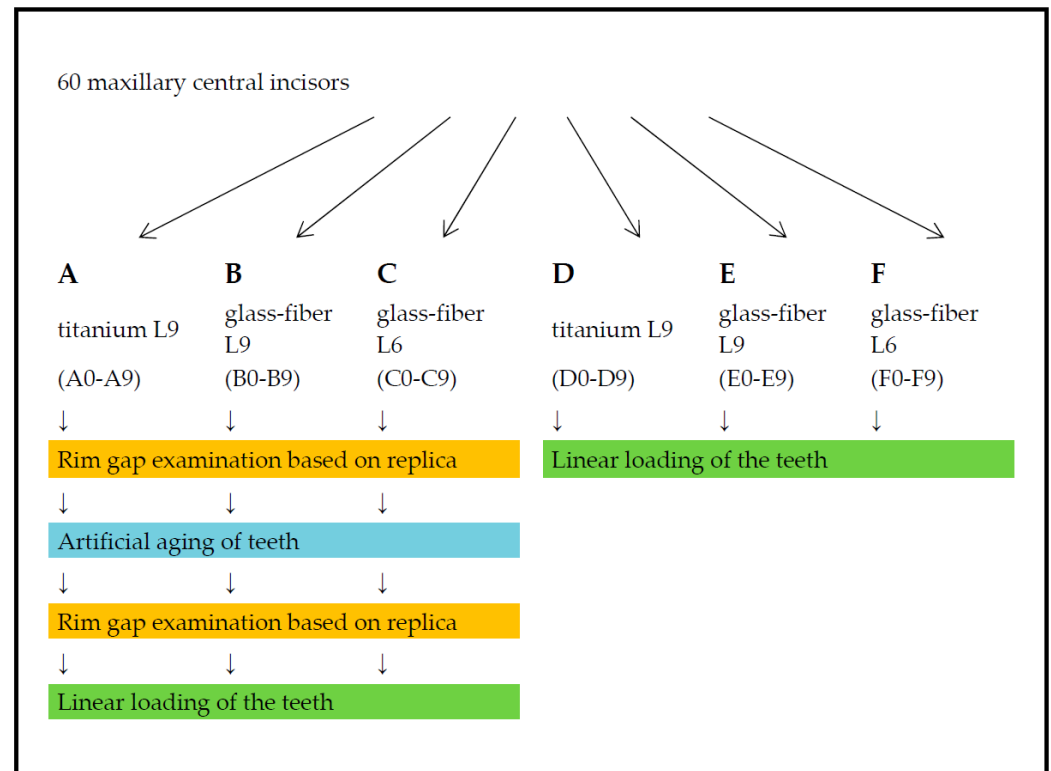 60 maxillary central incisors
A B C D E F
titanium L9 glass-fiber L9 glass-fiber L6 titanium L9 glass-fiber L9 glass-fiber L6
(A0-A9) (B0-B9) (C0-C9) (D0-D9) (E0-E9) (F0-F9)
↓ ↓ ↓ ↓ ↓ ↓
Rim gap examination based on replica Linear loading of the teeth
↓ ↓ ↓
Artificial aging of teeth
↓ ↓ ↓
Rim gap examination based on replica
↓ ↓ ↓
Linear loading of the teeth